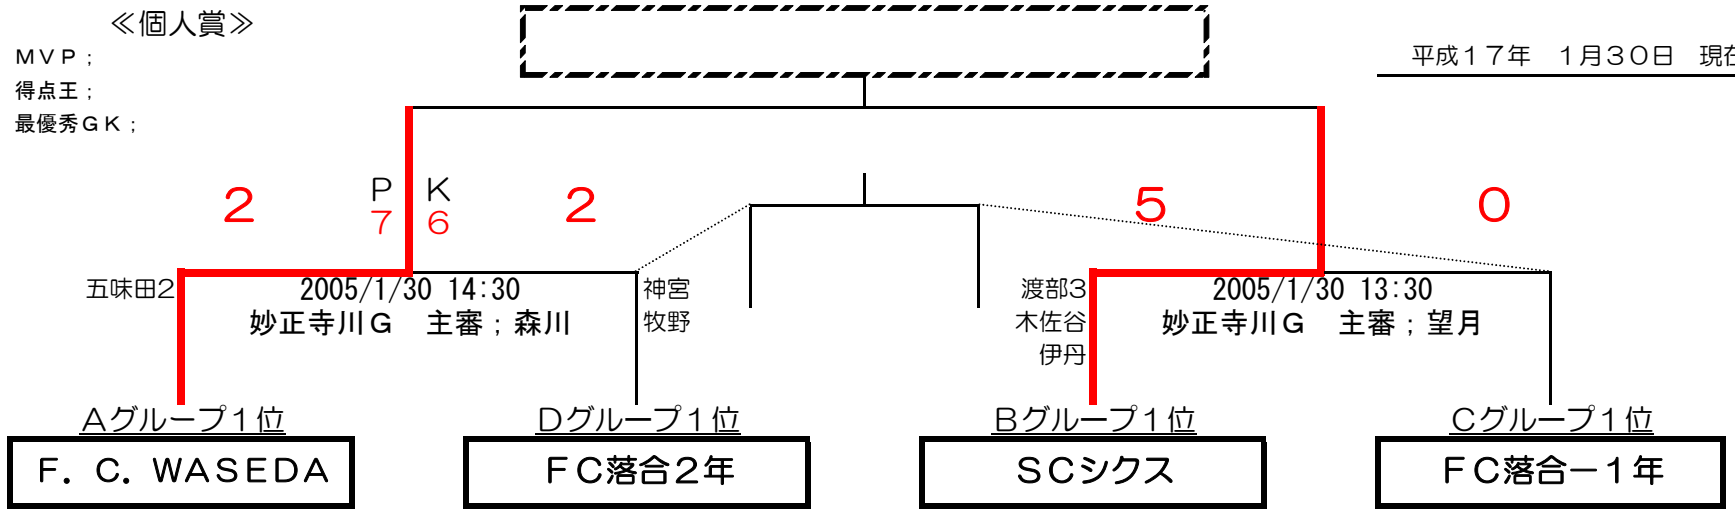 ≪個人賞≫
ＭＶＰ；
得点王；
最優秀ＧＫ；
平成１７年　１月３０日　現在
２　Ｐ　Ｋ　２　５　０
７　６
五味田2　2005/1/30 14:30　神宮　渡部3　2005/1/30 13:30
妙正寺川Ｇ　主審；森川　牧野　木佐谷　妙正寺川Ｇ　主審；望月
伊丹
Ａグループ１位　Ｄグループ１位　Ｂグループ１位　Ｃグループ１位
Ｆ．Ｃ．ＷＡＳＥＤＡ　ＦＣ落合２年　ＳＣシクス　ＦＣ落合－１年